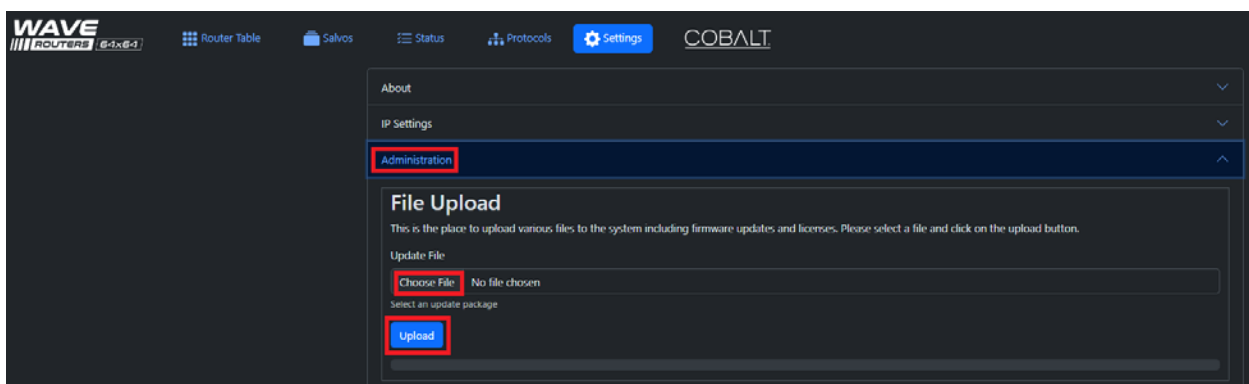 WAVE
ROUTERS 64x64
Router Table
Salvos
Status
Protocols
Settings
COBALT
About
IP Settings
Administration
File Upload
This is the place to upload various files to the system including firmware updates and licenses. Please select a file and click on the upload button.
Update File
Choose File No file chosen
Select an update package
Upload